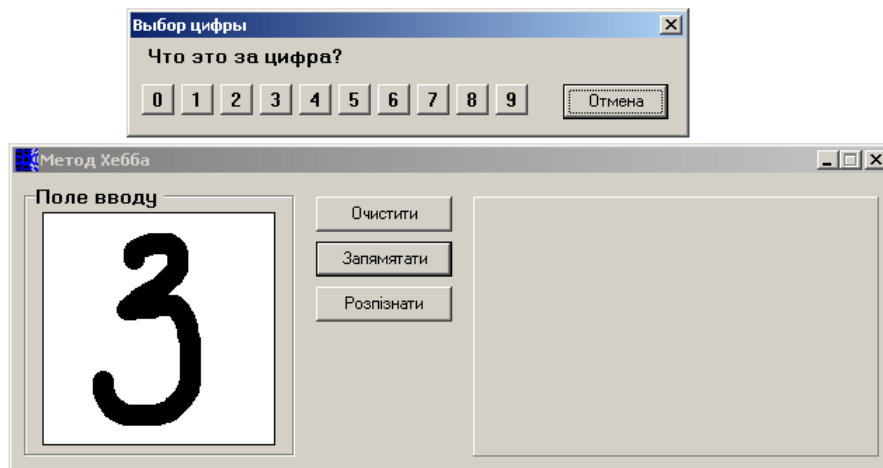 Выбор цифры
Что это за цифра?
0 1 2 3 4 5 6 7 8 9 Отмена
Метод Хебба
Поле вводу
Очистити
Запямятати
Розпізнати
3